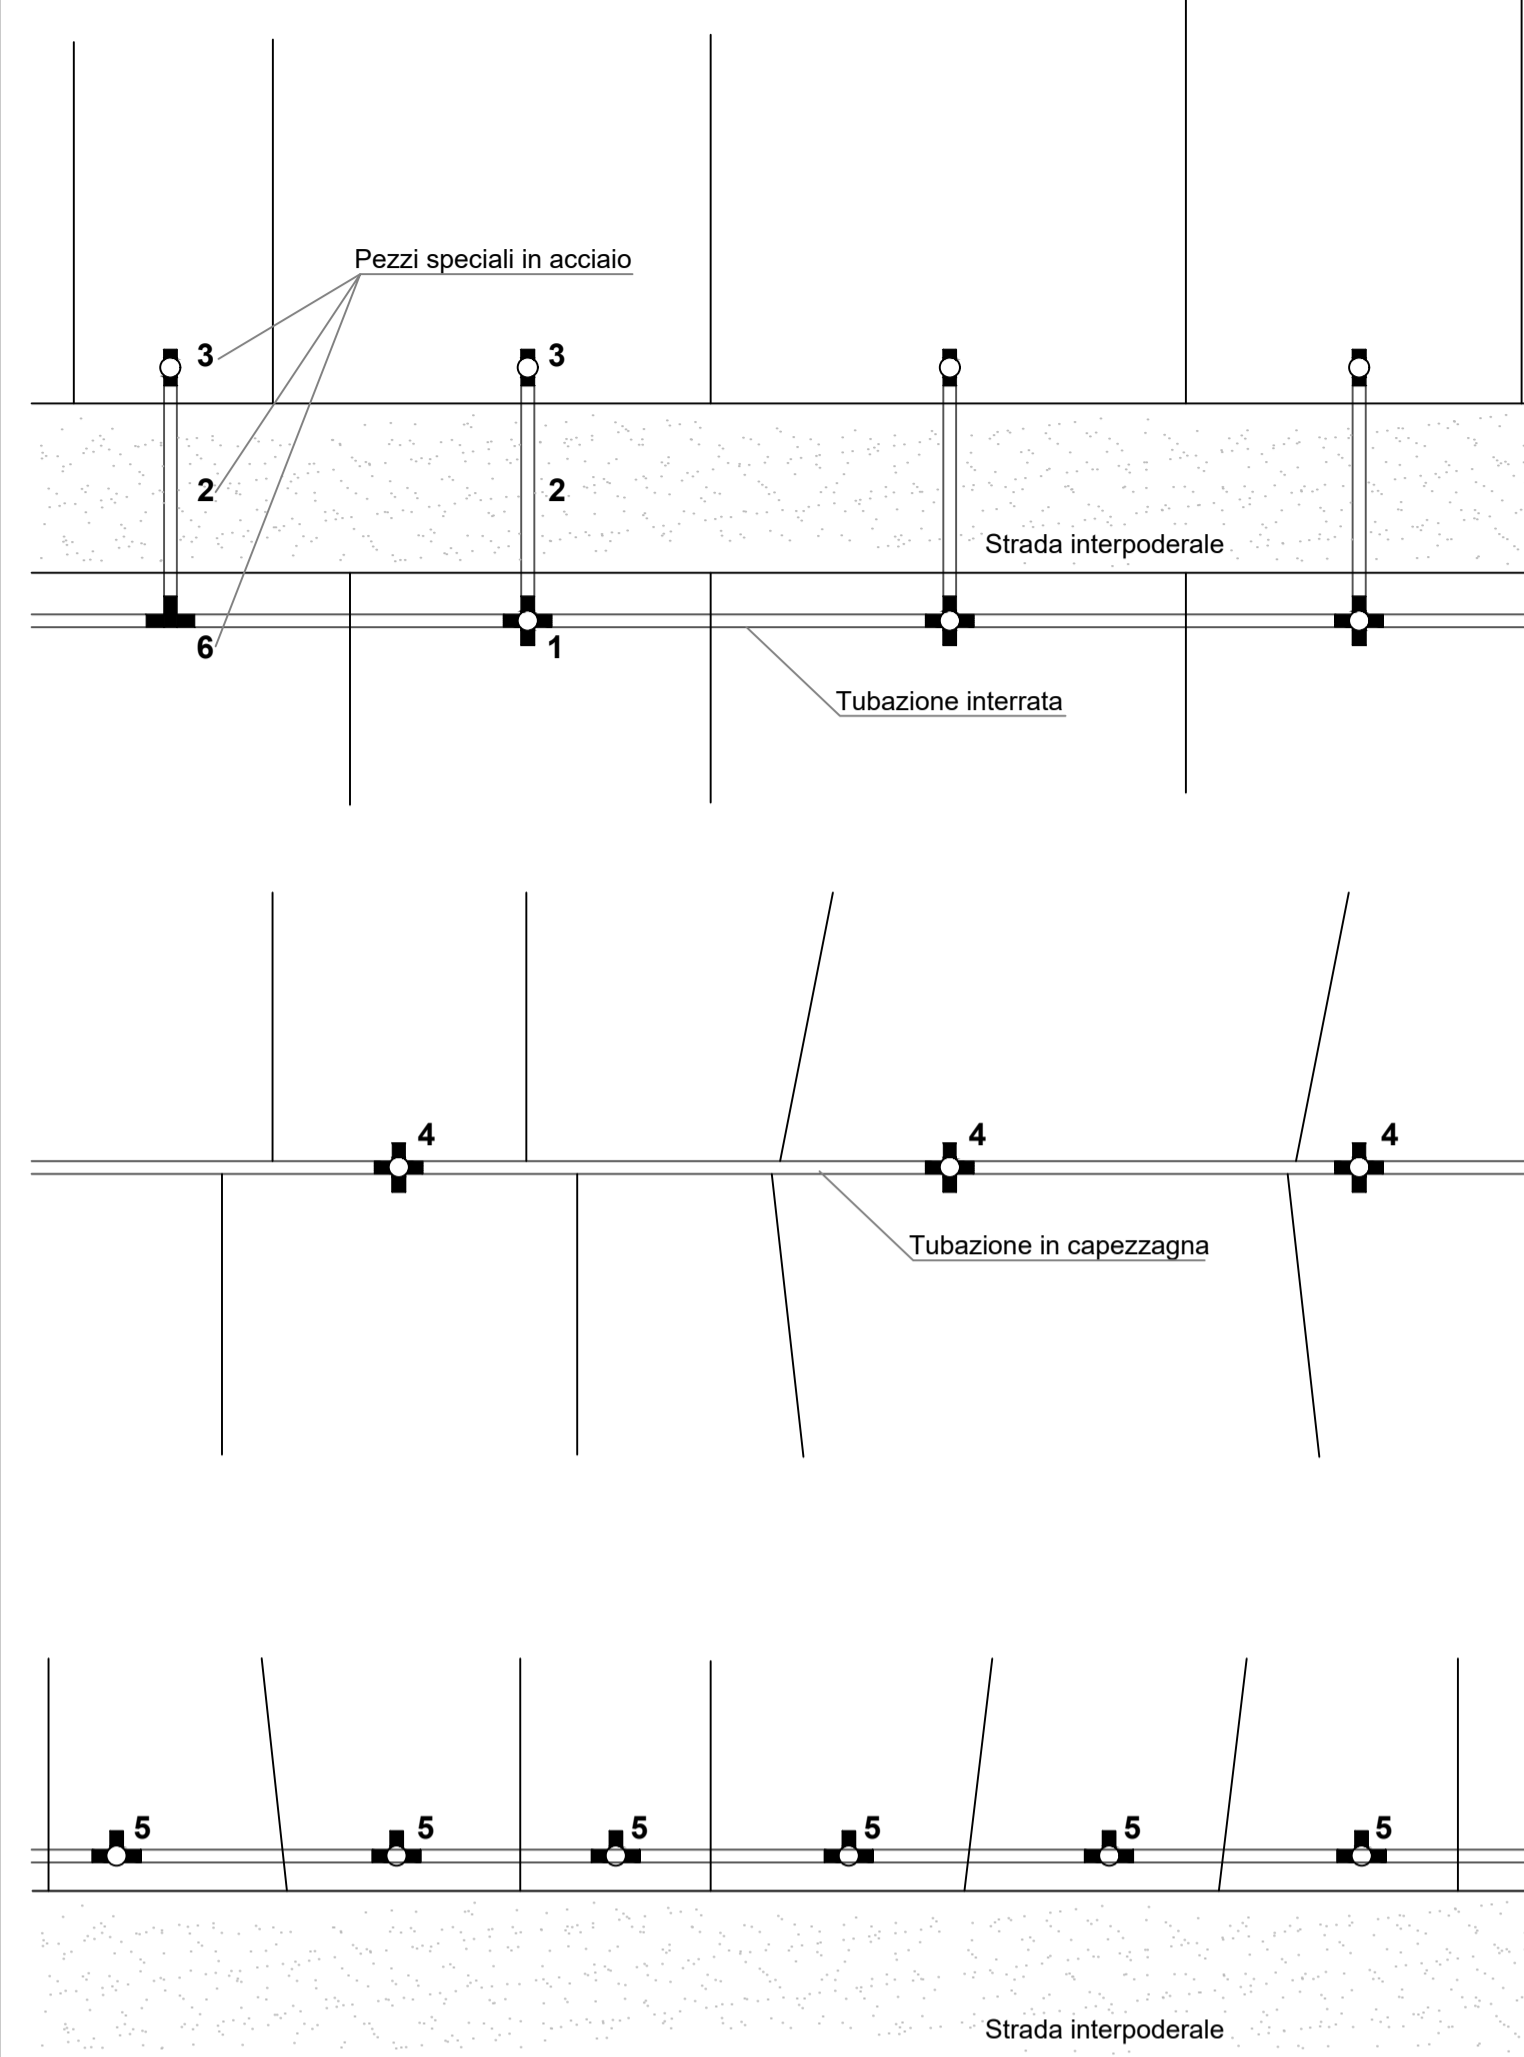 Pezzi speciali in acciaio
3 3
2 2
Strada interpoderale
6 1
Tubazione interrata
4 4 4
Tubazione in capezzagna
5 5 5 5 5 5
Strada interpoderale